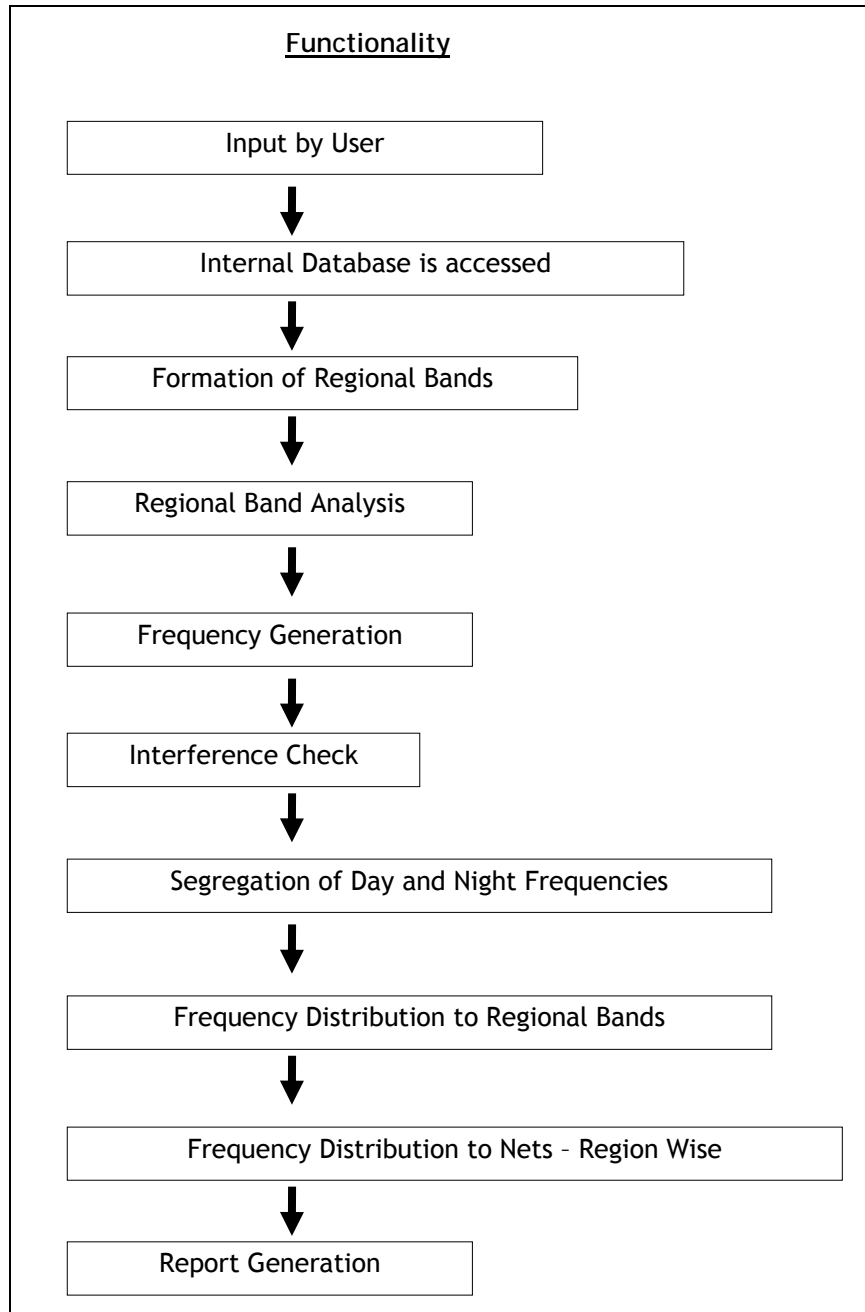 Functionality
Input by User
Internal Database is accessed
Formation of Regional Bands
Regional Band Analysis
Frequency Generation
Interference Check
Segregation of Day and Night Frequencies
Frequency Distribution to Regional Bands
Frequency Distribution to Nets – Region Wise
Report Generation